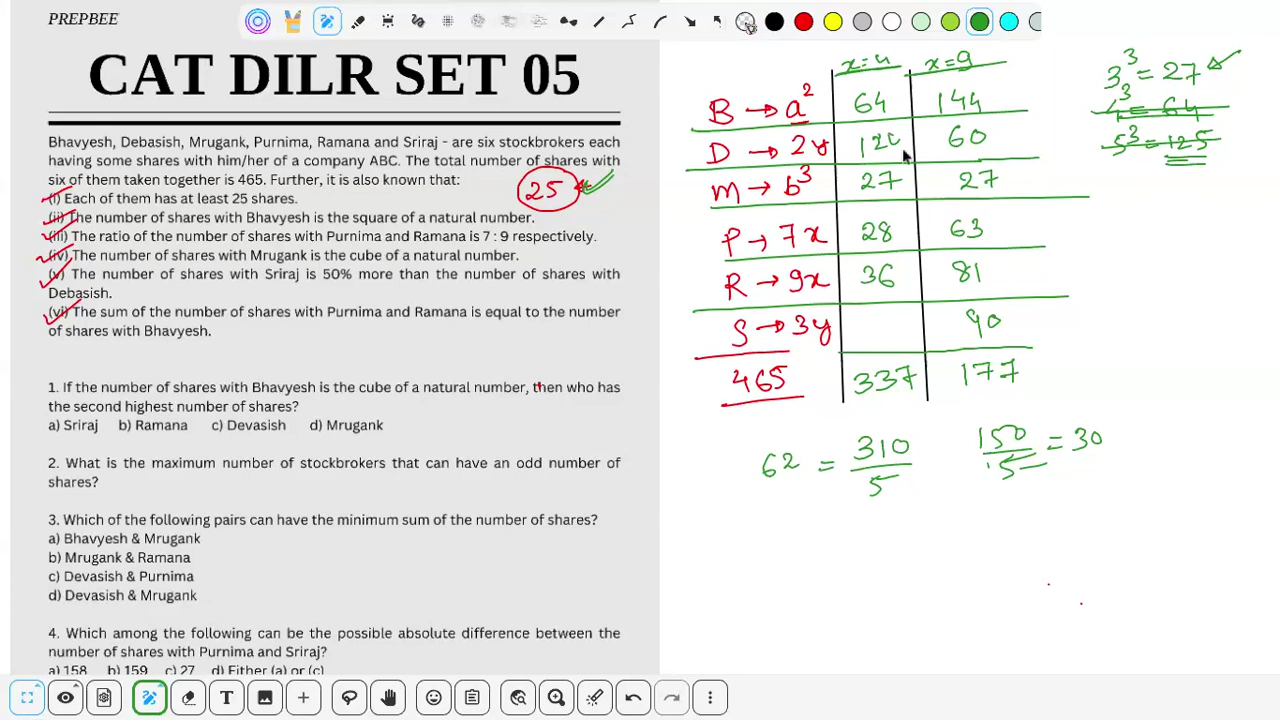 PREPBEE
CAT DILR SET 05
Bhavyesh, Debasish, Mrugank, Purnima, Ramana and Sriraj - are six stockbrokers each
having some shares with him/her of a company ABC. The total number of shares with
six of them taken together is 465. Further, it is also known that:
(i) Each of them has at least 25 shares.
(ii) The number of shares with Bhavyesh is the square of a natural number.
(iii) The ratio of the number of shares with Purnima and Ramana is 7 : 9 respectively.
(iv) The number of shares with Mrugank is the cube of a natural number.
(v) The number of shares with Sriraj is 50% more than the number of shares with
Debasish.
(vi) The sum of the number of shares with Purnima and Ramana is equal to the number
of shares with Bhavyesh.
25
1. If the number of shares with Bhavyesh is the cube of a natural number, then who has
the second highest number of shares?
a) Sriraj b) Ramana c) Devasish d) Mrugank
2. What is the maximum number of stockbrokers that can have an odd number of
shares?
3. Which of the following pairs can have the minimum sum of the number of shares?
a) Bhavyesh & Mrugank
b) Mrugank & Ramana
c) Devasish & Purnima
d) Devasish & Mrugank
4. Which among the following can be the possible absolute difference between the
number of shares with Purnima and Sriraj?
a) 158 b) 159 c) 27 d) Either (a) or (c)
x=4 x=9
B → a² 64 144
D → 2y 60
M → b³ 27 27
P → 7x 28 63
R → 9x 36 81
S → 3y 90
465 337 177
62 = 310/5 150/5 = 30
3³ = 27
4³ = 64
5³ = 125
T